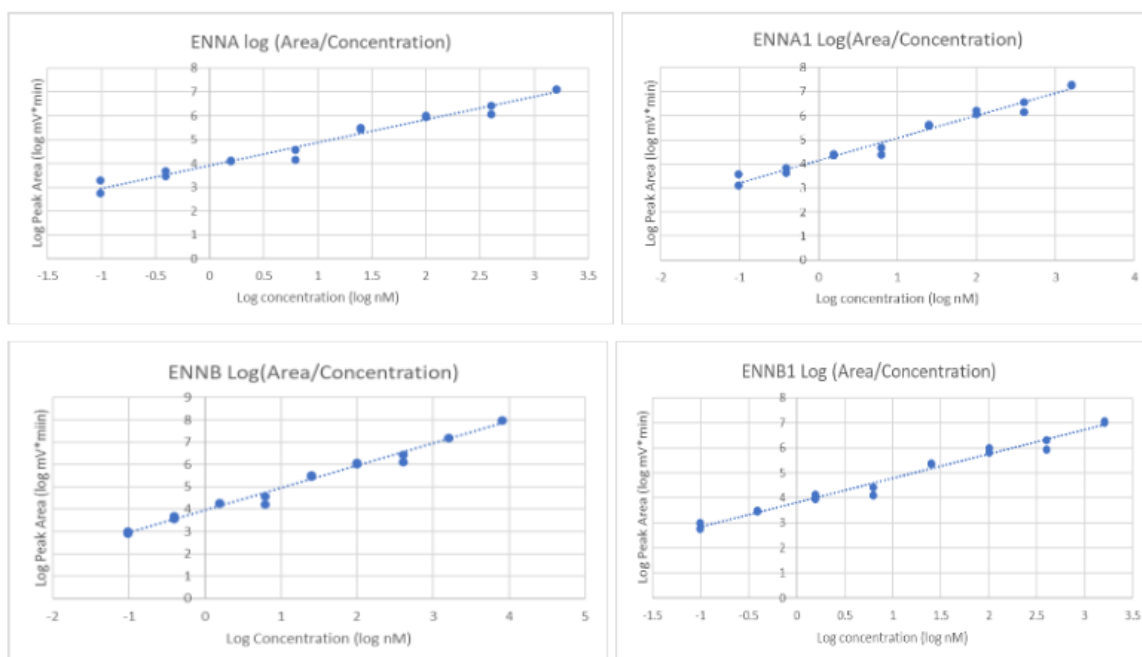 ENNA log (Area/Concentration)
Log Peak Area (log mV*min)
8
7
6
5
4
3
2
1
0
-1.5 -1 -0.5 0 0.5 1 1.5 2 2.5 3 3.5
Log concentration (log nM)
ENNA1 Log(Area/Concentration)
Log Peak Area (log mV*min)
8
7
6
5
4
3
2
1
0
-2 -1 0 1 2 3 4
Log concentration (log nM)
ENNB Log(Area/Concentration)
Log Peak Area (log mV*miin)
9
8
7
6
5
4
3
2
1
0
-2 -1 0 1 2 3 4 5
Log Concentration (log nM)
ENNB1 Log (Area/Concentration)
Log Peak Area (log mV*min)
8
7
6
5
4
3
2
1
0
-1.5 -1 -0.5 0 0.5 1 1.5 2 2.5 3 3.5
Log concentration (log nM)